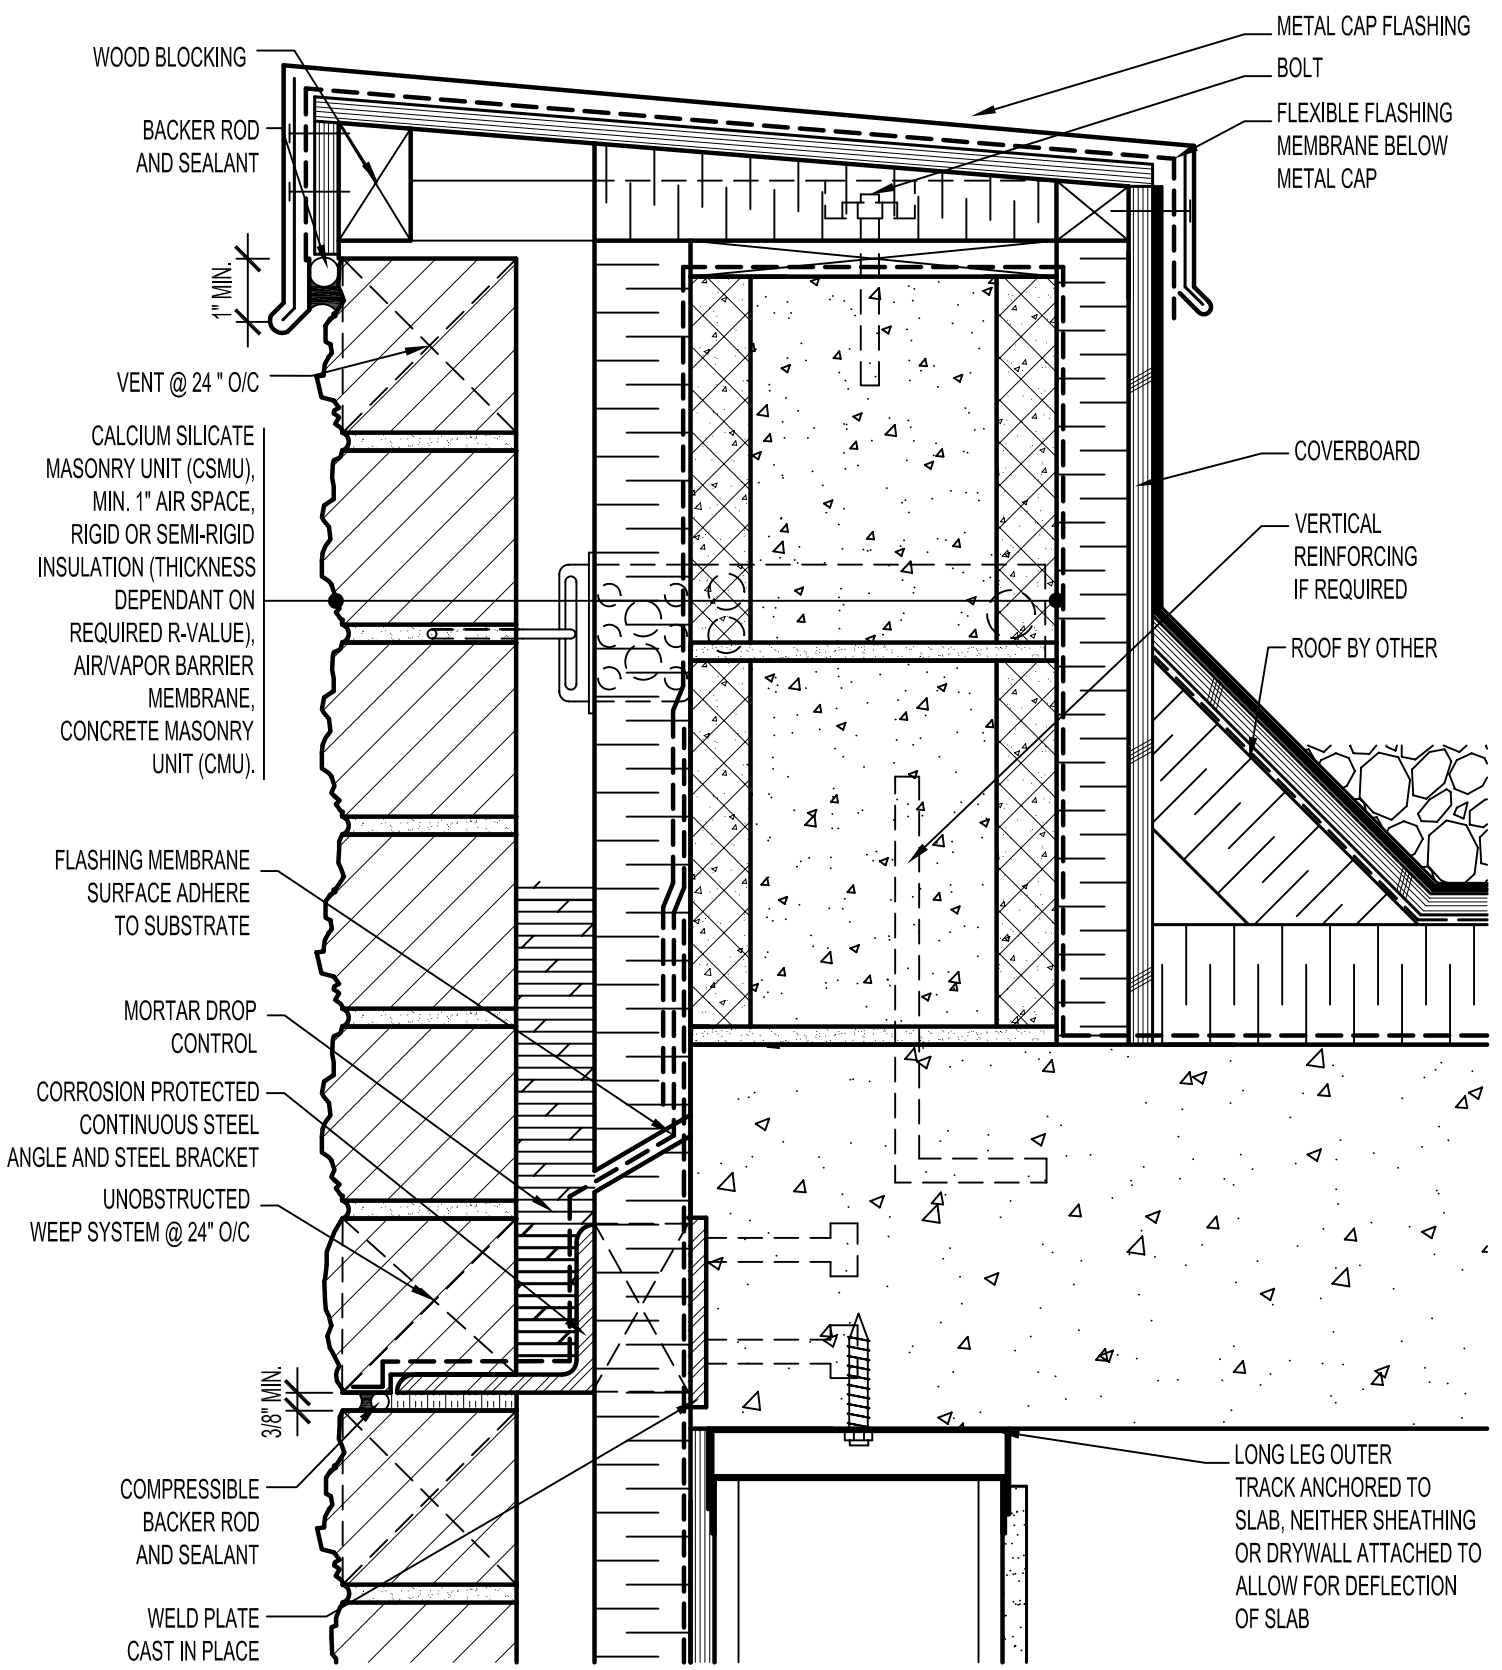 WOOD BLOCKING
BACKER ROD
AND SEALANT
1" MIN.
VENT @ 24 " O/C
CALCIUM SILICATE
MASONRY UNIT (CSMU),
MIN. 1" AIR SPACE,
RIGID OR SEMI-RIGID
INSULATION (THICKNESS
DEPENDANT ON
REQUIRED R-VALUE),
AIR/VAPOR BARRIER
MEMBRANE,
CONCRETE MASONRY
UNIT (CMU).
FLASHING MEMBRANE
SURFACE ADHERE
TO SUBSTRATE
MORTAR DROP
CONTROL
CORROSION PROTECTED
CONTINUOUS STEEL
ANGLE AND STEEL BRACKET
UNOBSTRUCTED
WEEP SYSTEM @ 24" O/C
3/8" MIN.
COMPRESSIBLE
BACKER ROD
AND SEALANT
WELD PLATE
CAST IN PLACE
METAL CAP FLASHING
BOLT
FLEXIBLE FLASHING
MEMBRANE BELOW
METAL CAP
COVERBOARD
VERTICAL
REINFORCING
IF REQUIRED
ROOF BY OTHER
LONG LEG OUTER
TRACK ANCHORED TO
SLAB, NEITHER SHEATHING
OR DRYWALL ATTACHED TO
ALLOW FOR DEFLECTION
OF SLAB